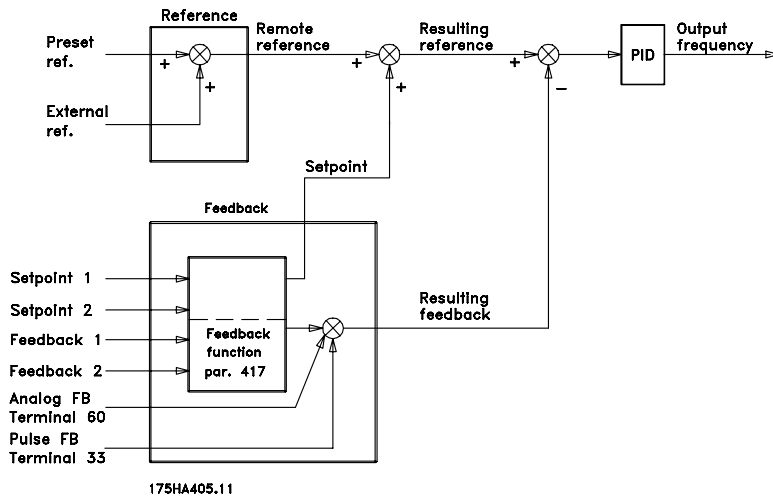 Reference
Preset
ref.
+
+
External
ref.
Remote
reference
+
+
Resulting
reference
+
−
PID
Output
frequency
Setpoint
Feedback
Setpoint 1
Setpoint 2
Feedback 1
Feedback 2
Feedback
function
par. 417
Resulting
feedback
Analog FB
Terminal 60
Pulse FB
Terminal 33
175HA405.11